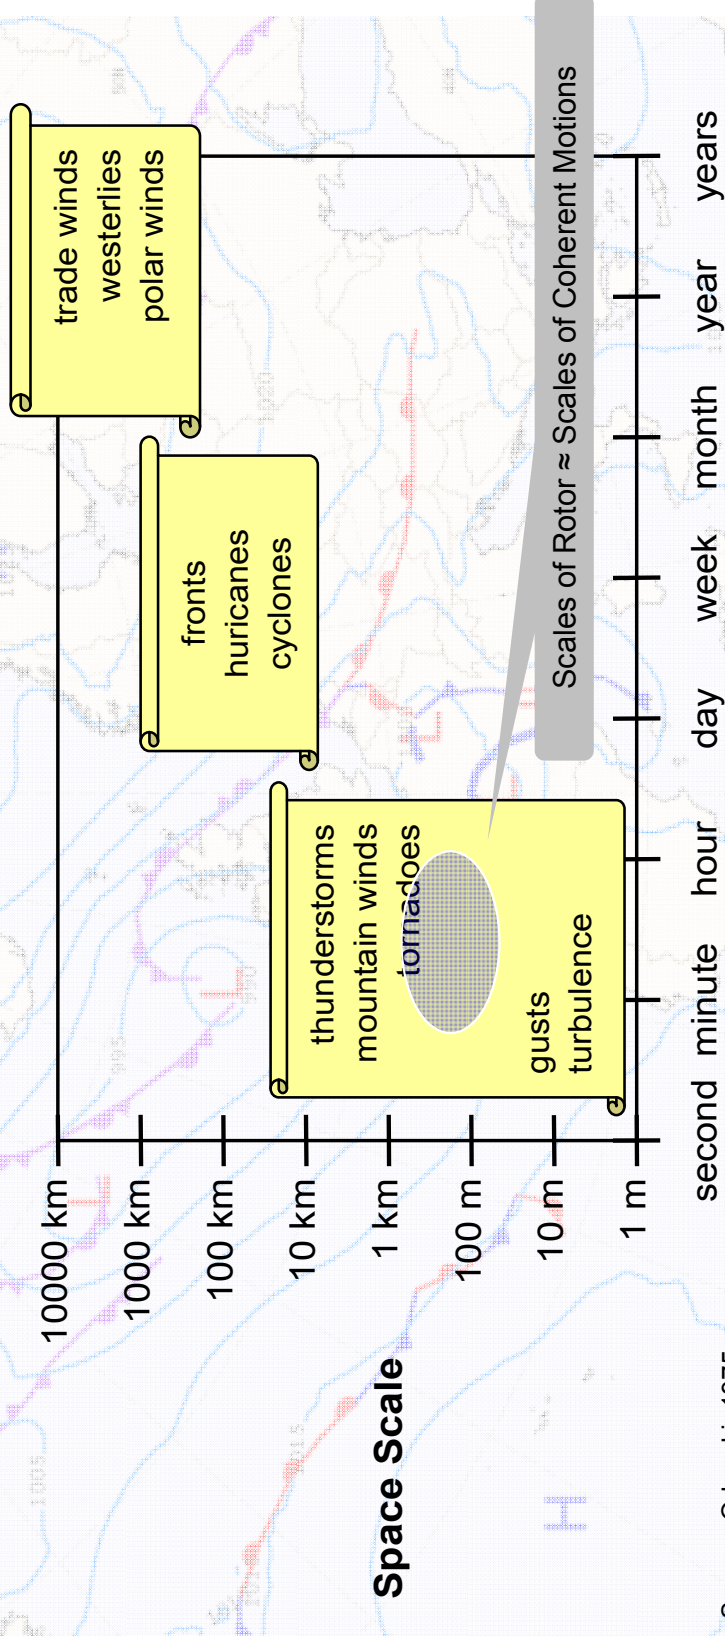 trade winds
westerlies
polar winds
fronts
huricanes
cyclones
thunderstorms
mountain winds
tornadoes
gusts
turbulence
Scales of Rotor ≈ Scales of Coherent Motions
10000 km
1000 km
100 km
10 km
1 km
100 m
10 m
1 m
Space Scale
second
minute
hour
day
week
month
year
years